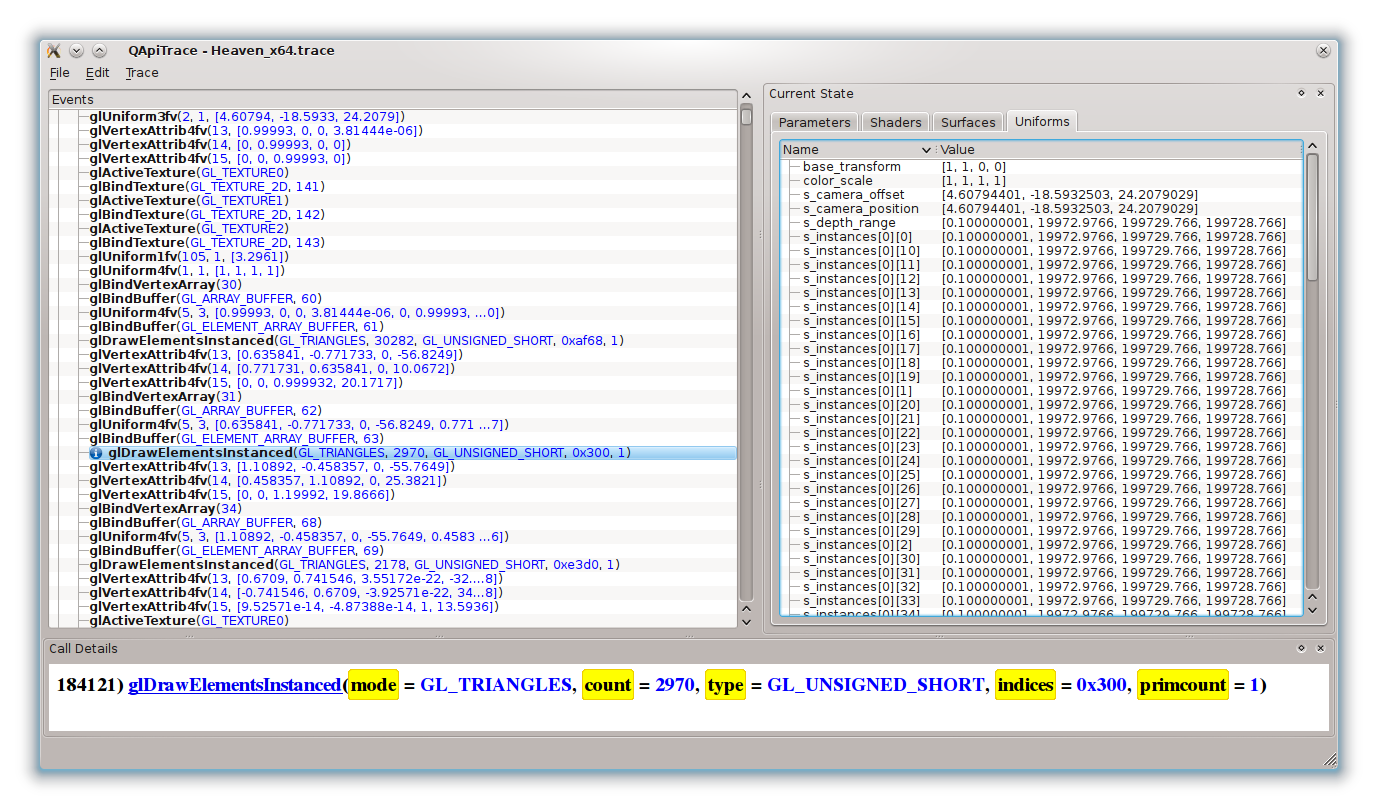 QApiTrace - Heaven_x64.trace
File Edit Trace
Events
glUniform3fv(2, 1, [4.60794, -18.5933, 24.2079])
glVertexAttrib4fv(13, [0.99993, 0, 0, 3.81444e-06])
glVertexAttrib4fv(14, [0, 0.99993, 0, 0])
glVertexAttrib4fv(15, [0, 0, 0.99993, 0])
glActiveTexture(GL_TEXTURE0)
glBindTexture(GL_TEXTURE_2D, 141)
glActiveTexture(GL_TEXTURE1)
glBindTexture(GL_TEXTURE_2D, 142)
glActiveTexture(GL_TEXTURE2)
glBindTexture(GL_TEXTURE_2D, 143)
glUniform1fv(105, 1, [3.2961])
glUniform4fv(1, 1, [1, 1, 1, 1])
glBindVertexArray(30)
glBindBuffer(GL_ARRAY_BUFFER, 60)
glUniform4fv(5, 3, [0.99993, 0, 0, 3.81444e-06, 0, 0.99993, ...0])
glBindBuffer(GL_ELEMENT_ARRAY_BUFFER, 61)
glDrawElementsInstanced(GL_TRIANGLES, 30282, GL_UNSIGNED_SHORT, 0xaf68, 1)
glVertexAttrib4fv(13, [0.635841, -0.771733, 0, -56.8249])
glVertexAttrib4fv(14, [0.771731, 0.635841, 0, 10.0672])
glVertexAttrib4fv(15, [0, 0, 0.999932, 20.1717])
glBindVertexArray(31)
glBindBuffer(GL_ARRAY_BUFFER, 62)
glUniform4fv(5, 3, [0.635841, -0.771733, 0, -56.8249, 0.771 ...7])
glBindBuffer(GL_ELEMENT_ARRAY_BUFFER, 63)
glDrawElementsInstanced(GL_TRIANGLES, 2970, GL_UNSIGNED_SHORT, 0x300, 1)
glVertexAttrib4fv(13, [1.10892, -0.458357, 0, -55.7649])
glVertexAttrib4fv(14, [0.458357, 1.10892, 0, 25.3821])
glVertexAttrib4fv(15, [0, 0, 1.19992, 19.8666])
glBindVertexArray(34)
glBindBuffer(GL_ARRAY_BUFFER, 68)
glUniform4fv(5, 3, [1.10892, -0.458357, 0, -55.7649, 0.4583 ...6])
glBindBuffer(GL_ELEMENT_ARRAY_BUFFER, 69)
glDrawElementsInstanced(GL_TRIANGLES, 2178, GL_UNSIGNED_SHORT, 0xe3d0, 1)
glVertexAttrib4fv(13, [0.6709, 0.741546, 3.55172e-22, -32....8])
glVertexAttrib4fv(14, [-0.741546, 0.6709, -3.92571e-22, 34...8])
glVertexAttrib4fv(15, [9.52571e-14, -4.87388e-14, 1, 13.5936])
glActiveTexture(GL_TEXTURE0)
Current State
Parameters Shaders Surfaces Uniforms
Name Value
base_transform [1, 1, 0, 0]
color_scale [1, 1, 1, 1]
s_camera_offset [4.60794401, -18.5932503, 24.2079029]
s_camera_position [4.60794401, -18.5932503, 24.2079029]
s_depth_range [0.100000001, 19972.9766, 199729.766, 199728.766]
s_instances[0][0] [0.100000001, 19972.9766, 199729.766, 199728.766]
s_instances[0][10] [0.100000001, 19972.9766, 199729.766, 199728.766]
s_instances[0][11] [0.100000001, 19972.9766, 199729.766, 199728.766]
s_instances[0][12] [0.100000001, 19972.9766, 199729.766, 199728.766]
s_instances[0][13] [0.100000001, 19972.9766, 199729.766, 199728.766]
s_instances[0][14] [0.100000001, 19972.9766, 199729.766, 199728.766]
s_instances[0][15] [0.100000001, 19972.9766, 199729.766, 199728.766]
s_instances[0][16] [0.100000001, 19972.9766, 199729.766, 199728.766]
s_instances[0][17] [0.100000001, 19972.9766, 199729.766, 199728.766]
s_instances[0][18] [0.100000001, 19972.9766, 199729.766, 199728.766]
s_instances[0][19] [0.100000001, 19972.9766, 199729.766, 199728.766]
s_instances[0][1] [0.100000001, 19972.9766, 199729.766, 199728.766]
s_instances[0][20] [0.100000001, 19972.9766, 199729.766, 199728.766]
s_instances[0][21] [0.100000001, 19972.9766, 199729.766, 199728.766]
s_instances[0][22] [0.100000001, 19972.9766, 199729.766, 199728.766]
s_instances[0][23] [0.100000001, 19972.9766, 199729.766, 199728.766]
s_instances[0][24] [0.100000001, 19972.9766, 199729.766, 199728.766]
s_instances[0][25] [0.100000001, 19972.9766, 199729.766, 199728.766]
s_instances[0][26] [0.100000001, 19972.9766, 199729.766, 199728.766]
s_instances[0][27] [0.100000001, 19972.9766, 199729.766, 199728.766]
s_instances[0][28] [0.100000001, 19972.9766, 199729.766, 199728.766]
s_instances[0][29] [0.100000001, 19972.9766, 199729.766, 199728.766]
s_instances[0][2] [0.100000001, 19972.9766, 199729.766, 199728.766]
s_instances[0][30] [0.100000001, 19972.9766, 199729.766, 199728.766]
s_instances[0][31] [0.100000001, 19972.9766, 199729.766, 199728.766]
s_instances[0][32] [0.100000001, 19972.9766, 199729.766, 199728.766]
s_instances[0][33] [0.100000001, 19972.9766, 199729.766, 199728.766]
s_instances[0][34] [0.100000001, 19972.9766, 199729.766, 199728.766]
Call Details
184121) glDrawElementsInstanced(mode = GL_TRIANGLES, count = 2970, type = GL_UNSIGNED_SHORT, indices = 0x300, primcount = 1)